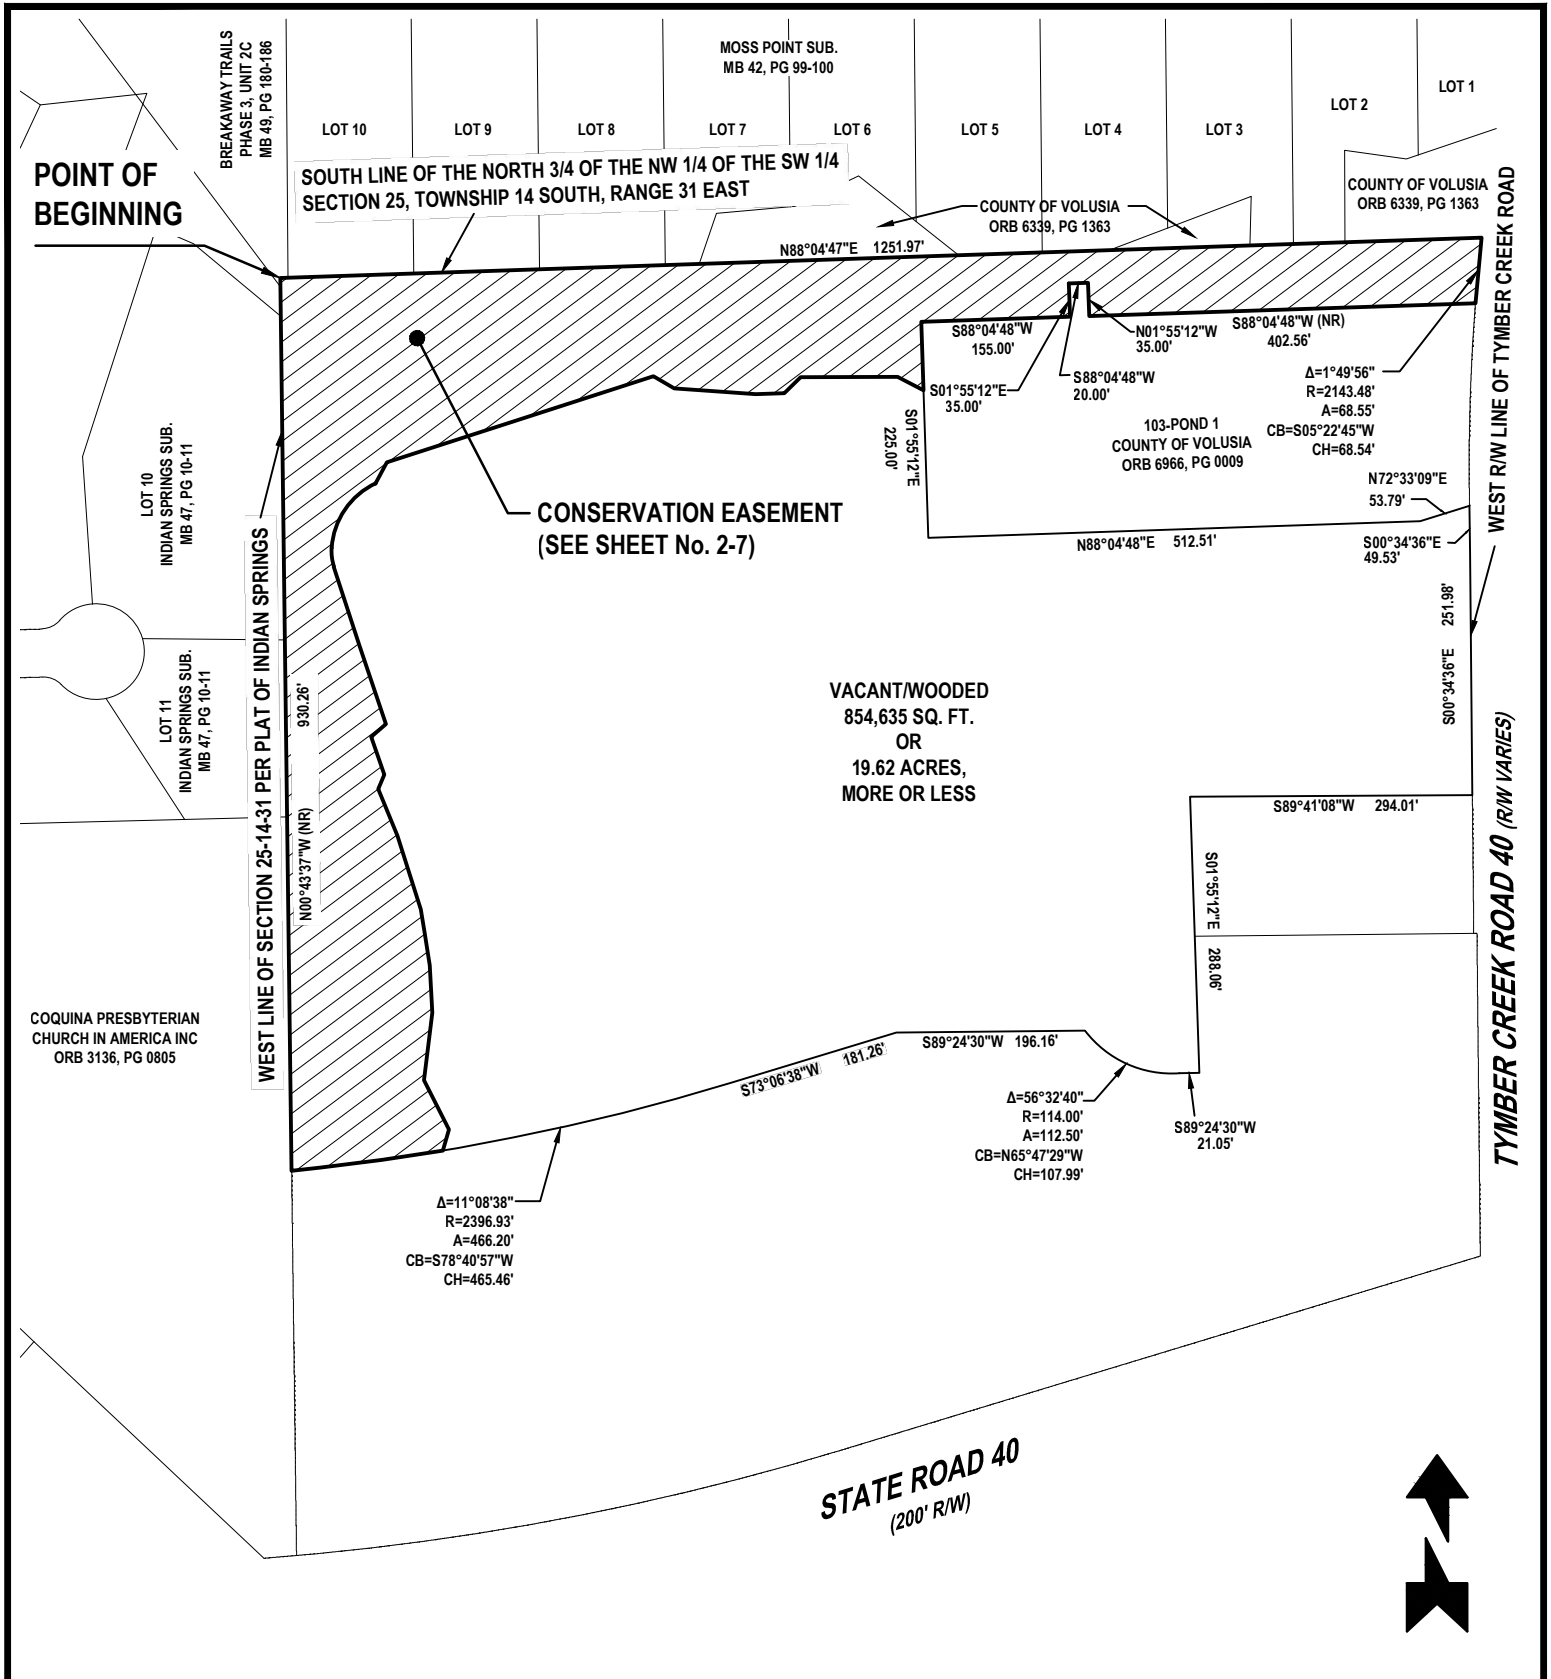 BREAKAWAY TRAILS
PHASE 3, UNIT 2C
MB 49, PG 180-186
MOSS POINT SUB.
MB 42, PG 99-100
LOT 10
LOT 9
LOT 8
LOT 7
LOT 6
LOT 5
LOT 4
LOT 3
LOT 2
LOT 1
POINT OF
BEGINNING
SOUTH LINE OF THE NORTH 3/4 OF THE NW 1/4 OF THE SW 1/4
SECTION 25, TOWNSHIP 14 SOUTH, RANGE 31 EAST
COUNTY OF VOLUSIA
ORB 6339, PG 1363
COUNTY OF VOLUSIA
ORB 6339, PG 1363
N88°04'47"E 1251.97'
WEST R/W LINE OF TYMBER CREEK ROAD
S88°04'48"W
155.00'
N01°55'12"W
35.00'
S88°04'48"W (NR)
402.56'
S01°55'12"E
35.00'
S88°04'48"W
20.00'
Δ=1°49'56"
R=2143.48'
A=68.55'
CB=S05°22'45"W
CH=68.54'
S01°55'12"E
225.00'
103-POND 1
COUNTY OF VOLUSIA
ORB 6966, PG 0009
N72°33'09"E
53.79'
N88°04'48"E 512.51'
S00°34'36"E
49.53'
LOT 10
INDIAN SPRINGS SUB.
MB 47, PG 10-11
CONSERVATION EASEMENT
(SEE SHEET No. 2-7)
S00°34'36"E 251.98'
LOT 11
INDIAN SPRINGS SUB.
MB 47, PG 10-11
WEST LINE OF SECTION 25-14-31 PER PLAT OF INDIAN SPRINGS
N00°43'37"W (NR) 930.26'
VACANT/WOODED
854,635 SQ. FT.
OR
19.62 ACRES,
MORE OR LESS
TYMBER CREEK ROAD 40 (R/W VARIES)
S89°41'08"W 294.01'
S01°55'12"E 288.06'
COQUINA PRESBYTERIAN
CHURCH IN AMERICA INC
ORB 3136, PG 0805
S73°06'38"W 181.26'
S89°24'30"W 196.16'
Δ=56°32'40"
R=114.00'
A=112.50'
CB=N65°47'29"W
CH=107.99'
S89°24'30"W
21.05'
Δ=11°08'38"
R=2396.93'
A=466.20'
CB=S78°40'57"W
CH=465.46'
STATE ROAD 40
(200' R/W)